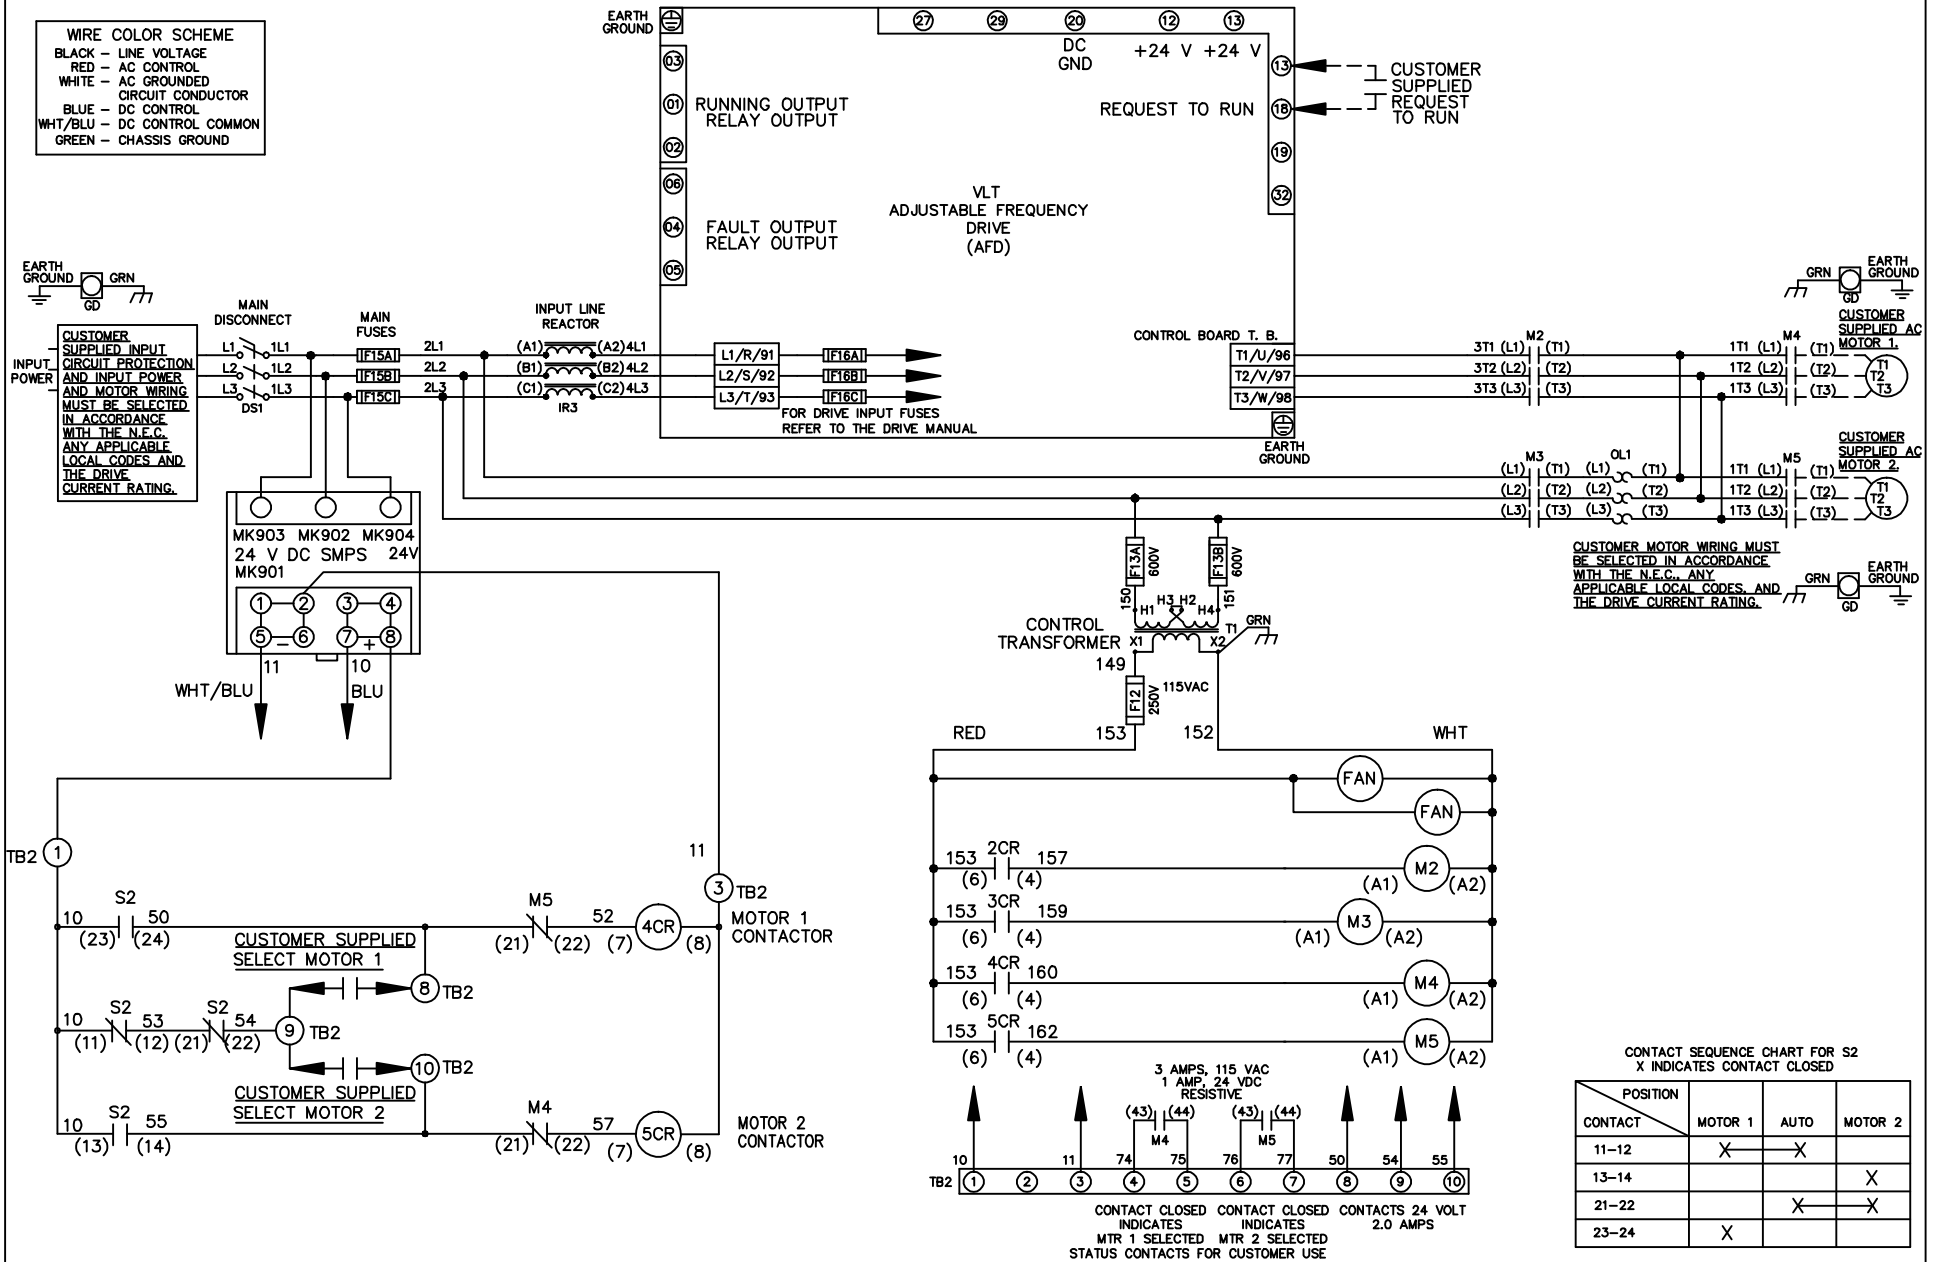 WIRE COLOR SCHEME
BLACK – LINE VOLTAGE
RED – AC CONTROL
WHITE – AC GROUNDED
CIRCUIT CONDUCTOR
BLUE – DC CONTROL
WHT/BLU – DC CONTROL COMMON
GREEN – CHASSIS GROUND
EARTH
GROUND
27 29 20 12 13
DC
GND
+24 V +24 V
03
01
02
RUNNING OUTPUT
RELAY OUTPUT
06
04
05
FAULT OUTPUT
RELAY OUTPUT
VLT
ADJUSTABLE FREQUENCY
DRIVE
(AFD)
REQUEST TO RUN
13
18
19
32
CUSTOMER
SUPPLIED
REQUEST
TO RUN
EARTH
GROUND
GRN
GD
CUSTOMER
SUPPLIED INPUT
CIRCUIT PROTECTION
AND INPUT POWER
AND MOTOR WIRING
MUST BE SELECTED
IN ACCORDANCE
WITH THE N.E.C.
ANY APPLICABLE
LOCAL CODES AND
THE DRIVE
CURRENT RATING.
INPUT
POWER
MAIN
DISCONNECT
L1 1L1
L2 1L2
L3 1L3
DS1
MAIN
FUSES
F15A 2L1
F15B 2L2
F15C 2L3
INPUT LINE
REACTOR
(A1) (A2) 4L1
(B1) (B2) 4L2
(C1) (C2) 4L3
IR3
L1/R/91 F16A
L2/S/92 F16B
L3/T/93 F16C
FOR DRIVE INPUT FUSES
REFER TO THE DRIVE MANUAL
CONTROL BOARD T. B.
T1/U/96
T2/V/97
T3/W/98
EARTH
GROUND
M2
3T1 (L1) (T1)
3T2 (L2) (T2)
3T3 (L3) (T3)
M4
1T1 (L1) (T1)
1T2 (L2) (T2)
1T3 (L3) (T3)
GRN
EARTH
GROUND
GD
CUSTOMER
SUPPLIED AC
MOTOR 1.
T1
T2
T3
M3 OL1
(L1) (T1) (L1) (T1)
(L2) (T2) (L2) (T2)
(L3) (T3) (L3) (T3)
M5
1T1 (L1) (T1)
1T2 (L2) (T2)
1T3 (L3) (T3)
CUSTOMER
SUPPLIED AC
MOTOR 2.
T1
T2
T3
CUSTOMER MOTOR WIRING MUST
BE SELECTED IN ACCORDANCE
WITH THE N.E.C., ANY
APPLICABLE LOCAL CODES, AND
THE DRIVE CURRENT RATING.
GRN
EARTH
GROUND
GD
MK903 MK902 MK904
24 V DC SMPS 24V
MK901
1 2 3 4
5 – 6 7 + 8
11 10
WHT/BLU BLU
F13A 600V
F13B 600V
150 151
H1 H3 H2 H4
CONTROL
TRANSFORMER
X1 X2 T1
GRN
149
F12 250V
115VAC
153 152
RED WHT
FAN
FAN
153 2CR 157
(6) (4)
M2
(A1) (A2)
153 3CR 159
(6) (4)
M3
(A1) (A2)
153 4CR 160
(6) (4)
M4
(A1) (A2)
153 5CR 162
(6) (4)
M5
(A1) (A2)
TB2 1
11
3 TB2
S2
10 50
(23) (24)
M5
(21) (22)
52
(7) 4CR (8)
MOTOR 1
CONTACTOR
CUSTOMER SUPPLIED
SELECT MOTOR 1
8 TB2
S2 S2
10 53 54
(11) (12) (21) (22)
9 TB2
10 TB2
CUSTOMER SUPPLIED
SELECT MOTOR 2
S2
10 55
(13) (14)
M4
(21) (22)
57
(7) 5CR (8)
MOTOR 2
CONTACTOR
3 AMPS, 115 VAC
1 AMP, 24 VDC
RESISTIVE
(43) (44) (43) (44)
M4 M5
10 11 74 75 76 77 50 54 55
TB2 1 2 3 4 5 6 7 8 9 10
CONTACT CLOSED
INDICATES
MTR 1 SELECTED
CONTACT CLOSED
INDICATES
MTR 2 SELECTED
STATUS CONTACTS FOR CUSTOMER USE
CONTACTS 24 VOLT
2.0 AMPS
CONTACT SEQUENCE CHART FOR S2
X INDICATES CONTACT CLOSED
POSITION
CONTACT MOTOR 1 AUTO MOTOR 2
11–12 X X
13–14 X
21–22 X X
23–24 X